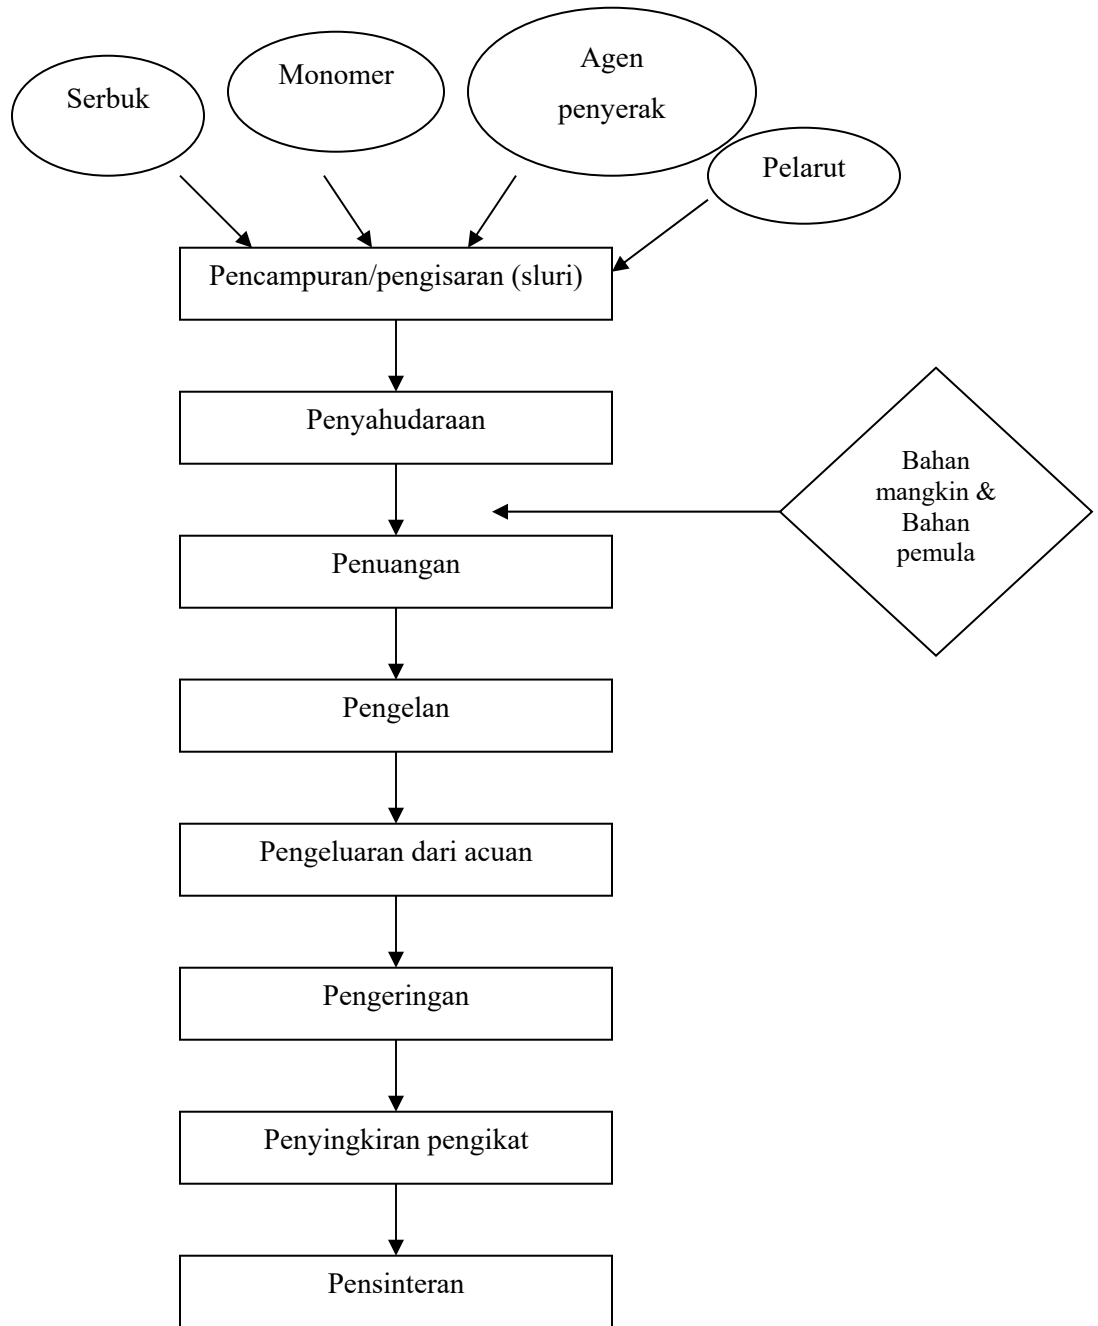 Serbuk
Monomer
Agen
penyerak
Pelarut
Pencampuran/pengisaran (sluri)
Penyahudaraan
Bahan
mangkin &
Bahan
pemula
Penuangan
Pengelan
Pengeluaran dari acuan
Pengeringan
Penyingkiran pengikat
Pensinteran